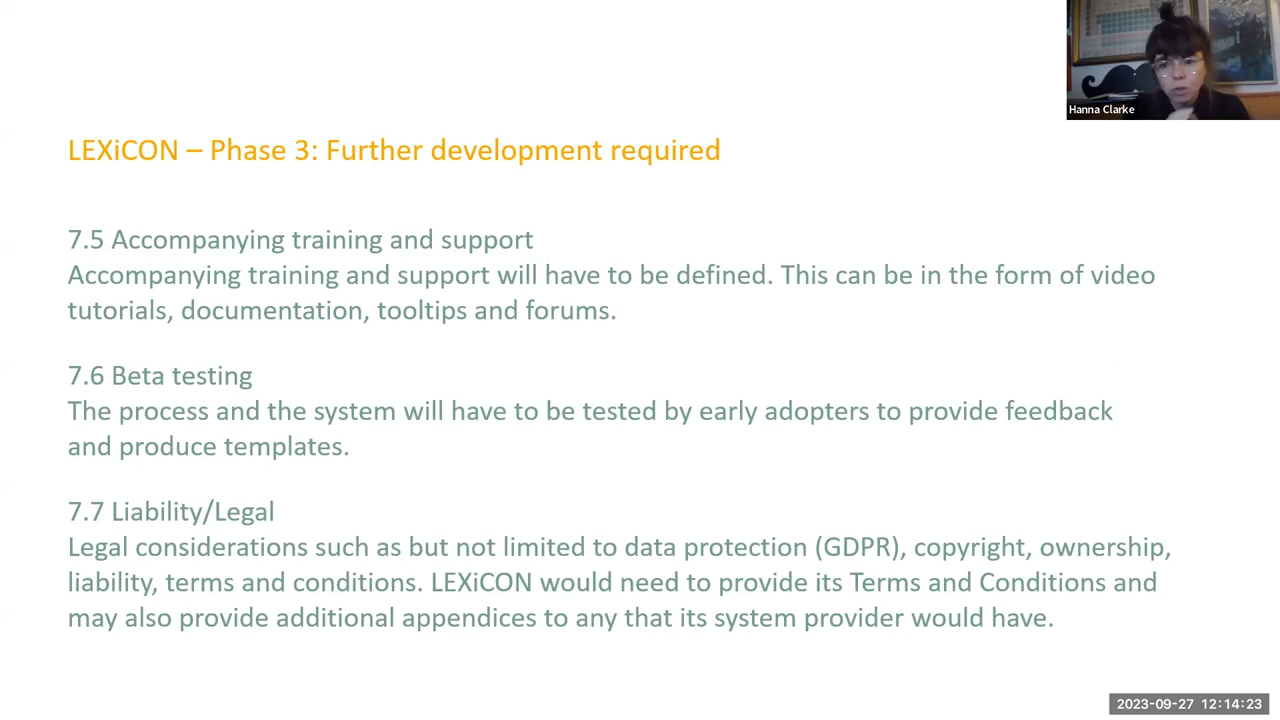 Hanna Clarke
LEXiCON – Phase 3: Further development required
7.5 Accompanying training and support
Accompanying training and support will have to be defined. This can be in the form of video
tutorials, documentation, tooltips and forums.
7.6 Beta testing
The process and the system will have to be tested by early adopters to provide feedback
and produce templates.
7.7 Liability/Legal
Legal considerations such as but not limited to data protection (GDPR), copyright, ownership,
liability, terms and conditions. LEXiCON would need to provide its Terms and Conditions and
may also provide additional appendices to any that its system provider would have.
2023-09-27 12:14:23